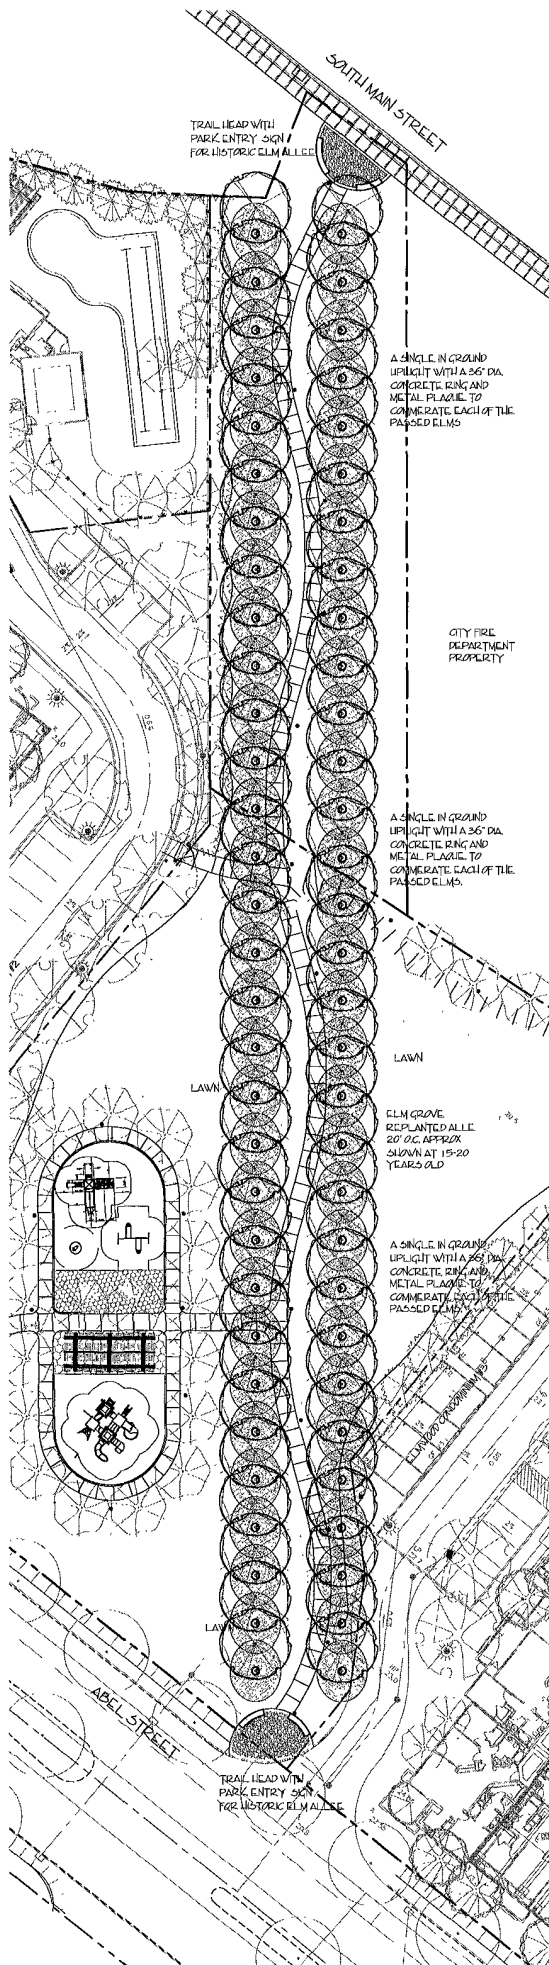 SOUTH MAIN STREET
TRAIL HEAD WITH
PARK ENTRY SIGN
FOR HISTORIC ELM ALLEE
A SINGLE IN GROUND
UPLIGHT WITH A 36" DIA.
CONCRETE RING AND
METAL PLAQUE TO
COMMERATE EACH OF THE
PASSED ELMS
CITY FIRE
DEPARTMENT
PROPERTY
A SINGLE IN GROUND
UPLIGHT WITH A 36" DIA.
CONCRETE RING AND
METAL PLAQUE TO
COMMERATE EACH OF THE
PASSED ELMS.
LAWN
LAWN
ELM GROVE
REPLANTED ALLE
20' O.C. APPROX
SHOWN AT 15-20
YEARS OLD
A SINGLE IN GROUND
UPLIGHT WITH A 36" DIA.
CONCRETE RING AND
METAL PLAQUE TO
COMMERATE EACH OF THE
PASSED ELMS.
ELMWOOD CONDOMINIUMS
LAWN
ABEL STREET
TRAIL HEAD WITH
PARK ENTRY SIGN
FOR HISTORIC ELM ALLEE